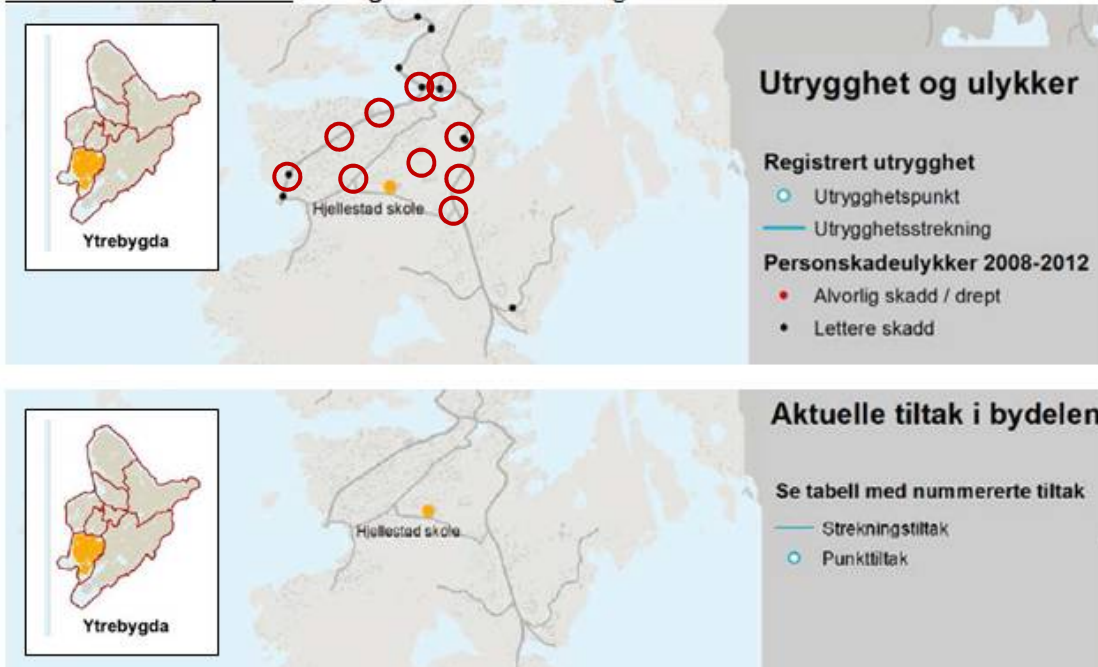 Ytrebygda
Hjellestad skole
Utrygghet og ulykker
Registrert utrygghet
Utrygghetspunkt
Utrygghetsstrekning
Personskadeulykker 2008-2012
Alvorlig skadd / drept
Lettere skadd
Ytrebygda
Hjellestad skole
Aktuelle tiltak i bydelen
Se tabell med nummererte tiltak
Strekningstiltak
Punkttiltak